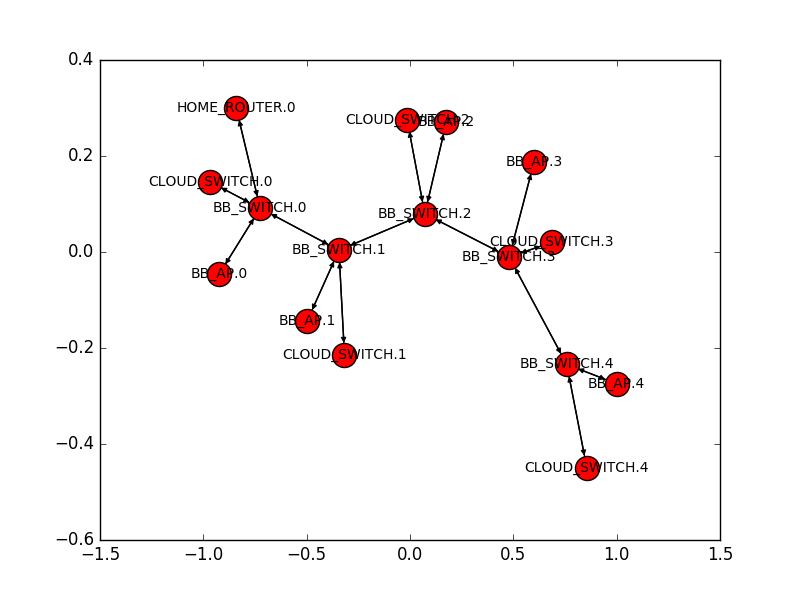 0.4
HOME_ROUTER.0
CLOUD_SWITCH.2
BB_AP.2
0.2
BB_AP.3
CLOUD_SWITCH.0
BB_SWITCH.0
BB_SWITCH.2
CLOUD_SWITCH.3
0.0
BB_SWITCH.1
BB_SWITCH.3
BB_AP.0
BB_AP.1
−0.2
CLOUD_SWITCH.1
BB_SWITCH.4
BB_AP.4
−0.4
CLOUD_SWITCH.4
−0.6
−1.5 −1.0 −0.5 0.0 0.5 1.0 1.5